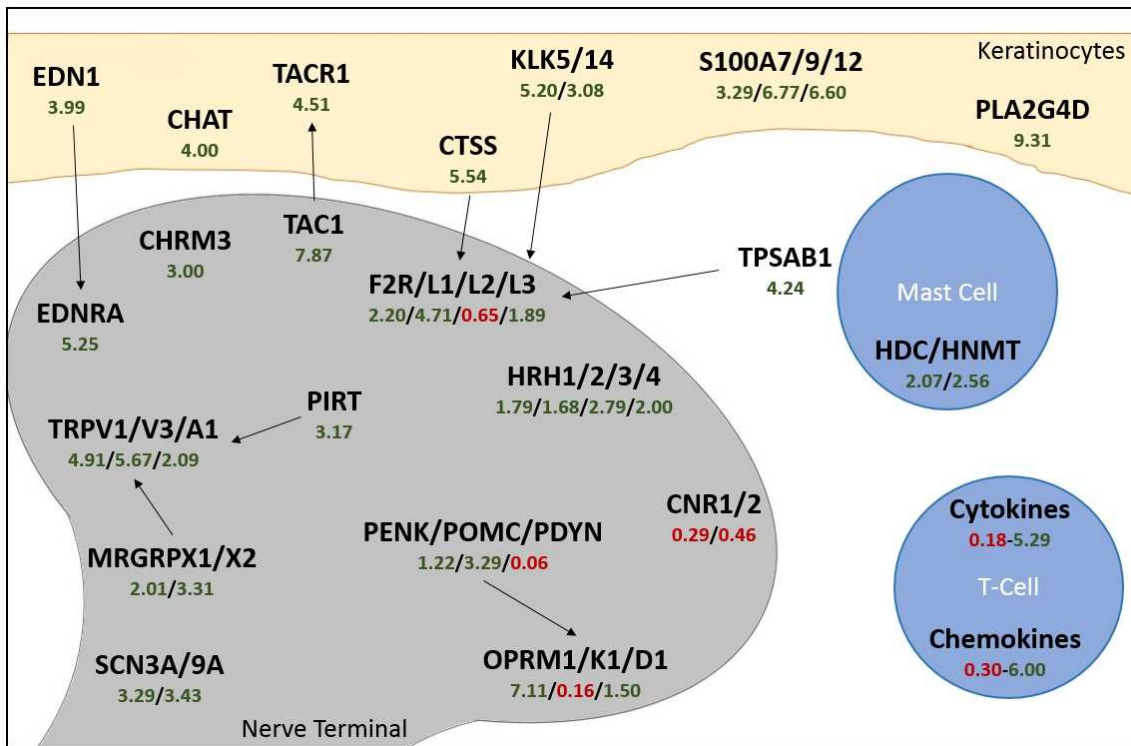 Keratinocytes
EDN1
3.99
CHAT
4.00
TACR1
4.51
KLK5/14
5.20/3.08
CTSS
5.54
S100A7/9/12
3.29/6.77/6.60
PLA2G4D
9.31
CHRM3
3.00
TAC1
7.87
EDNRA
5.25
F2R/L1/L2/L3
2.20/4.71/0.65/1.89
TPSAB1
4.24
Mast Cell
HDC/HNMT
2.07/2.56
HRH1/2/3/4
1.79/1.68/2.79/2.00
PIRT
3.17
TRPV1/V3/A1
4.91/5.67/2.09
MRGRPX1/X2
2.01/3.31
PENK/POMC/PDYN
1.22/3.29/0.06
CNR1/2
0.29/0.46
Cytokines
0.18-5.29
T-Cell
Chemokines
0.30-6.00
SCN3A/9A
3.29/3.43
OPRM1/K1/D1
7.11/0.16/1.50
Nerve Terminal